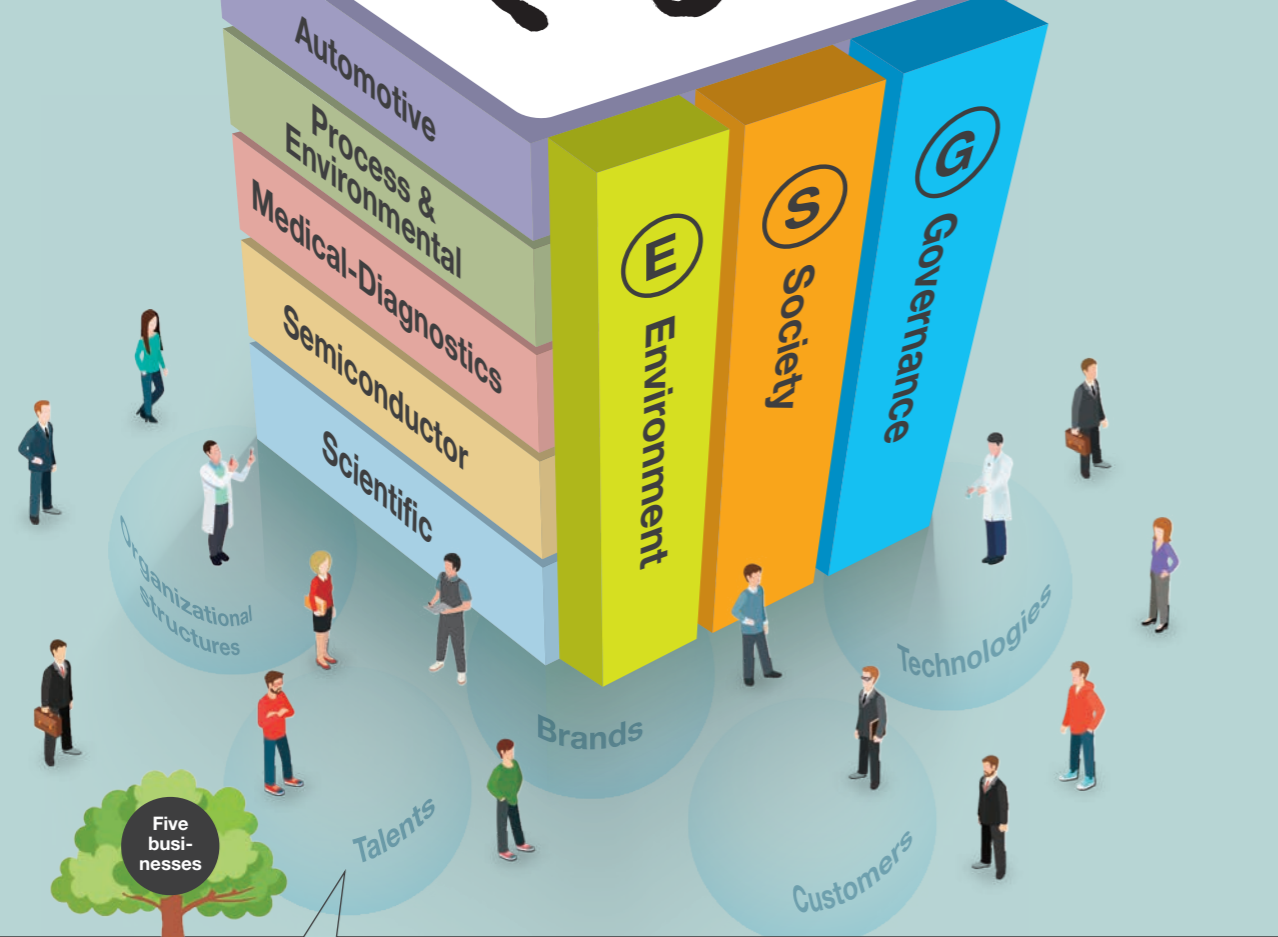 Automotive
Process &
Environmental
Medical-Diagnostics
Semiconductor
Scientific
E Environment
S Society
G Governance
Organizational
structures
Technologies
Brands
Talents
Customers
Five
busi-
nesses